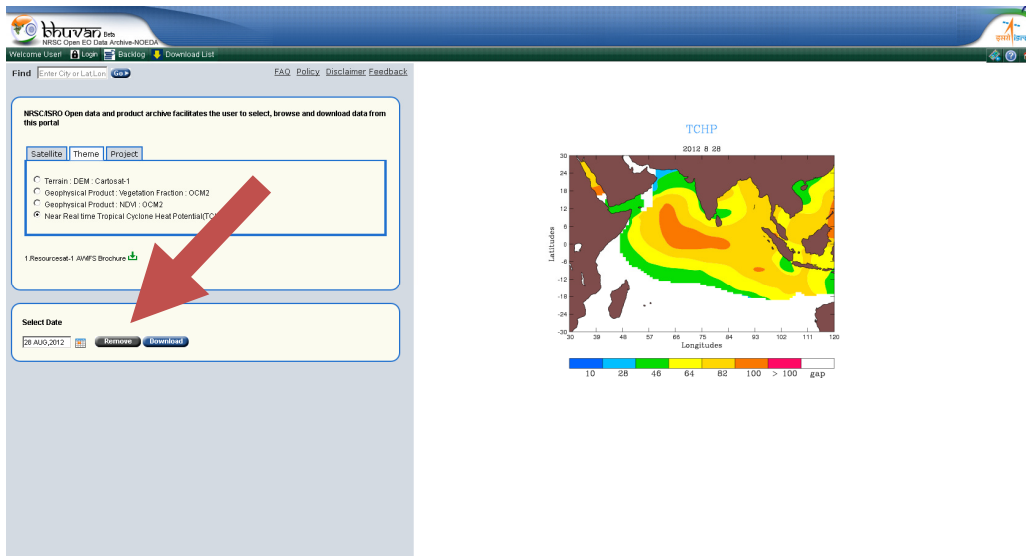 bhuvan Beta
NRSC Open EO Data Archive-NOEDA
Welcome User! Login Backlog Download List
Find Enter City or Lat,Lon Go
FAQ Policy Disclaimer Feedback
NRSC/ISRO Open data and product archive facilitates the user to select, browse and download data from
this portal
Satellite Theme Project
Terrain : DEM : Cartosat-1
Geophysical Product : Vegetation Fraction : OCM2
Geophysical Product : NDVI : OCM2
Near Real time Tropical Cyclone Heat Potential(TC
1.Resourcesat-1 AWiFS Brochure
Select Date
28 AUG,2012 Remove Download
TCHP
2012 8 28
30
24
18
12
6
0
-6
-12
-18
-24
-30
Latitudes
30 39 48 57 66 75 84 93 102 111 120
Longitudes
10 28 46 64 82 100 > 100 gap